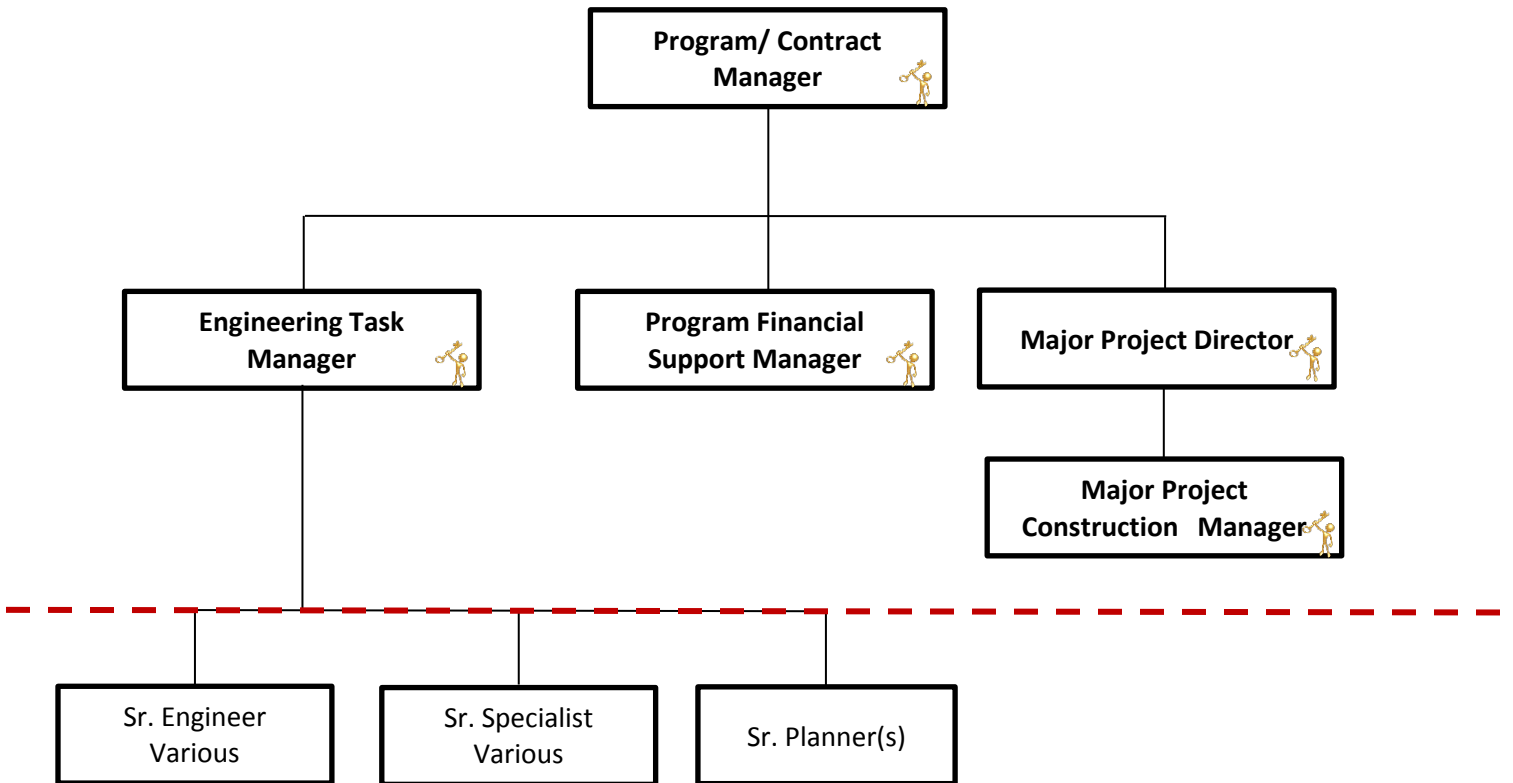 Program/ Contract
Manager
Engineering Task
Manager
Program Financial
Support Manager
Major Project Director
Major Project
Construction Manager
Sr. Engineer
Various
Sr. Specialist
Various
Sr. Planner(s)